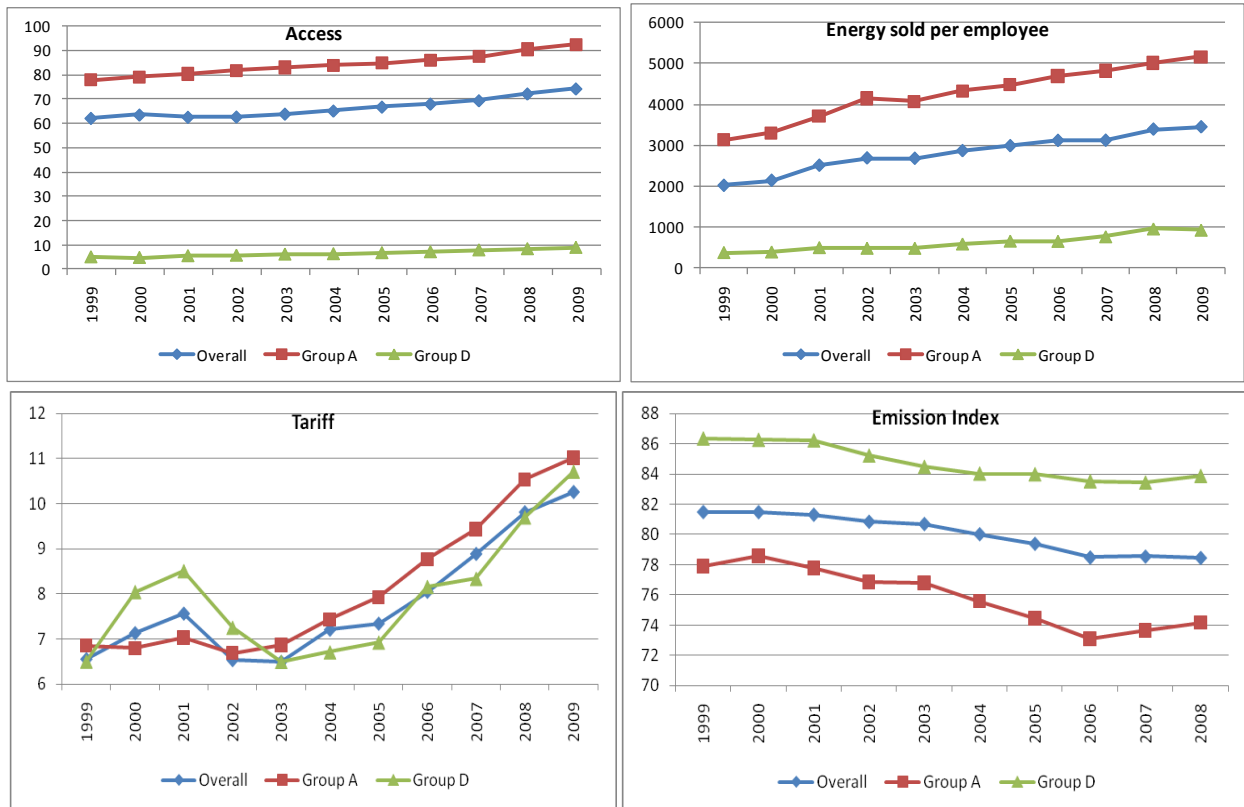 Access
100
90
80
70
60
50
40
30
20
10
0
1999 2000 2001 2002 2003 2004 2005 2006 2007 2008 2009
Overall Group A Group D
Energy sold per employee
6000
5000
4000
3000
2000
1000
0
1999 2000 2001 2002 2003 2004 2005 2006 2007 2008 2009
Overall Group A Group D
Tariff
12
11
10
9
8
7
6
1999 2000 2001 2002 2003 2004 2005 2006 2007 2008 2009
Overall Group A Group D
Emission Index
88
86
84
82
80
78
76
74
72
70
1999 2000 2001 2002 2003 2004 2005 2006 2007 2008
Overall Group A Group D